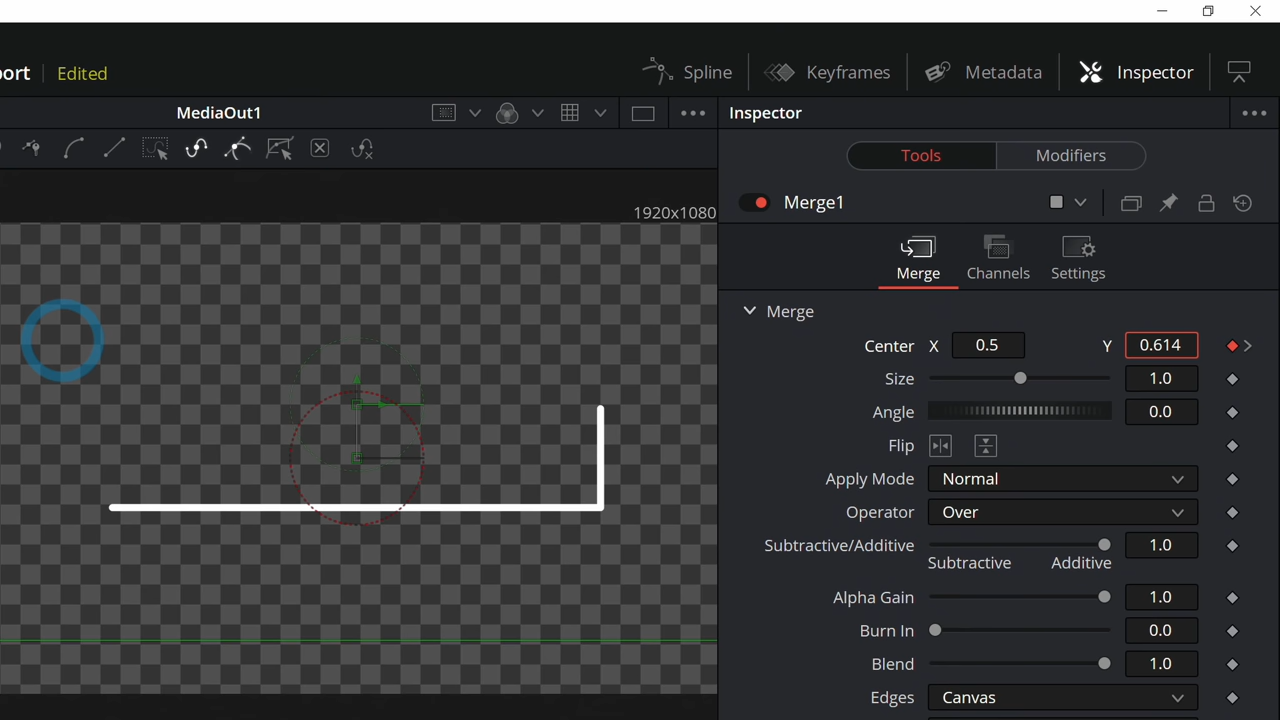 ort Edited Spline Keyframes Metadata Inspector
MediaOut1
Inspector
Tools Modifiers
Merge1
1920x1080
Merge Channels Settings
Merge
Center X 0.5 Y 0.614
Size 1.0
Angle 0.0
Flip
Apply Mode Normal
Operator Over
Subtractive/Additive 1.0
Subtractive Additive
Alpha Gain 1.0
Burn In 0.0
Blend 1.0
Edges Canvas